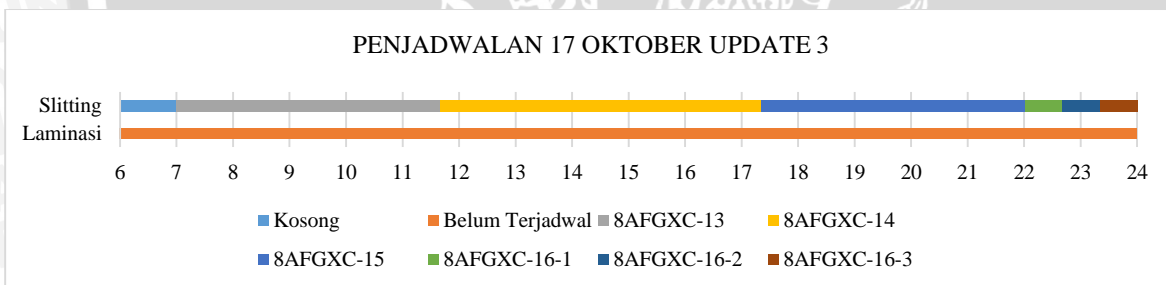 PENJADWALAN 17 OKTOBER UPDATE 3
Slitting
Laminasi
6 7 8 9 10 11 12 13 14 15 16 17 18 19 20 21 22 23 24
Kosong Belum Terjadwal 8AFGXC-13 8AFGXC-14
8AFGXC-15 8AFGXC-16-1 8AFGXC-16-2 8AFGXC-16-3